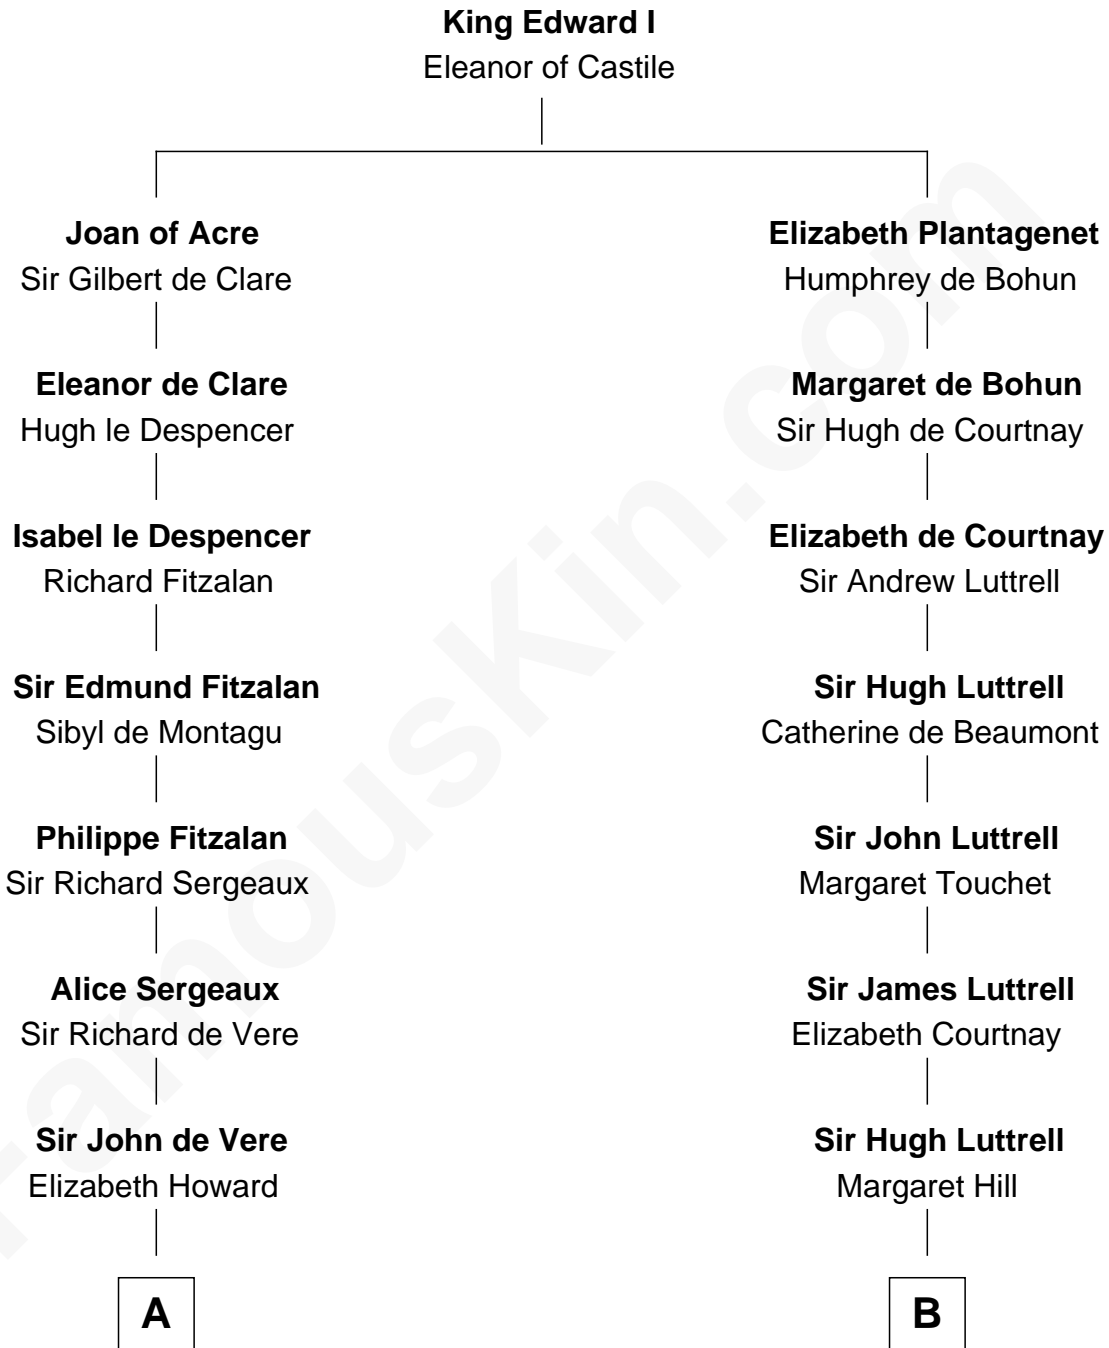 King Edward I
Eleanor of Castile
Joan of Acre
Sir Gilbert de Clare
Elizabeth Plantagenet
Humphrey de Bohun
Eleanor de Clare
Hugh le Despencer
Margaret de Bohun
Sir Hugh de Courtnay
Isabel le Despencer
Richard Fitzalan
Elizabeth de Courtnay
Sir Andrew Luttrell
Sir Edmund Fitzalan
Sibyl de Montagu
Sir Hugh Luttrell
Catherine de Beaumont
Philippe Fitzalan
Sir Richard Sergeaux
Sir John Luttrell
Margaret Touchet
Alice Sergeaux
Sir Richard de Vere
Sir James Luttrell
Elizabeth Courtnay
Sir John de Vere
Elizabeth Howard
Sir Hugh Luttrell
Margaret Hill
A
B
FamousKin.com